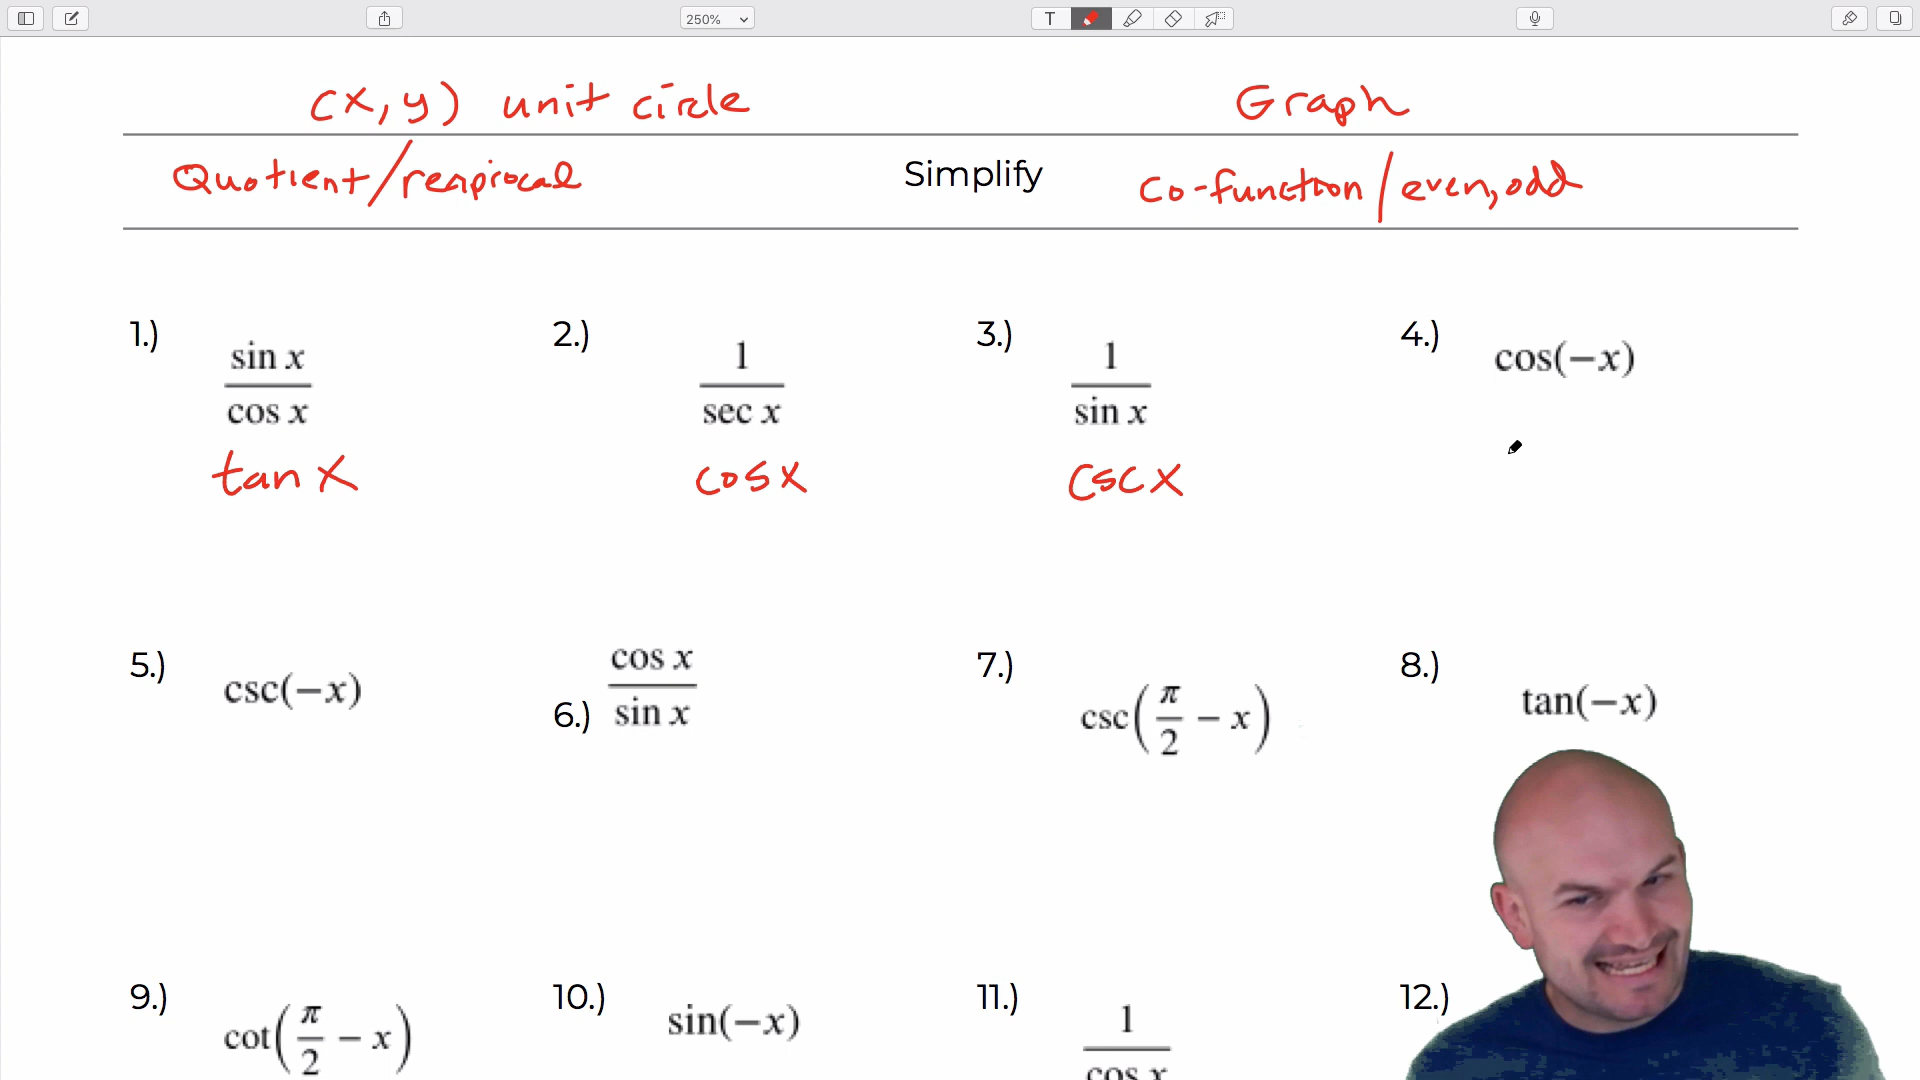 250%
T
(x, y) unit circle
Graph
Quotient/reciprocal
Simplify
Co-function/even, odd
1.) sin x / cos x
2.) 1 / sec x
3.) 1 / sin x
4.) cos(−x)
tan x
cos x
csc x
5.) csc(−x)
6.) cos x / sin x
7.) csc(π/2 − x)
8.) tan(−x)
9.) cot(π/2 − x)
10.) sin(−x)
11.) 1 / cos x
12.)